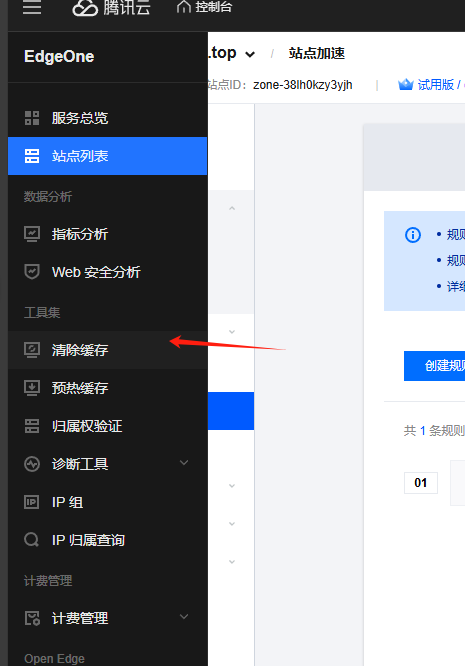 腾讯云 控制台
EdgeOne
.top / 站点加速
站点ID: zone-38lh0kzy3yjh | 试用版 /
服务总览
站点列表
数据分析
指标分析
Web 安全分析
工具集
清除缓存
预热缓存
归属权验证
诊断工具
IP 组
IP 归属查询
计费管理
计费管理
Open Edge
• 规则
• 规则
• 详细
创建规则
共 1 条规则
01